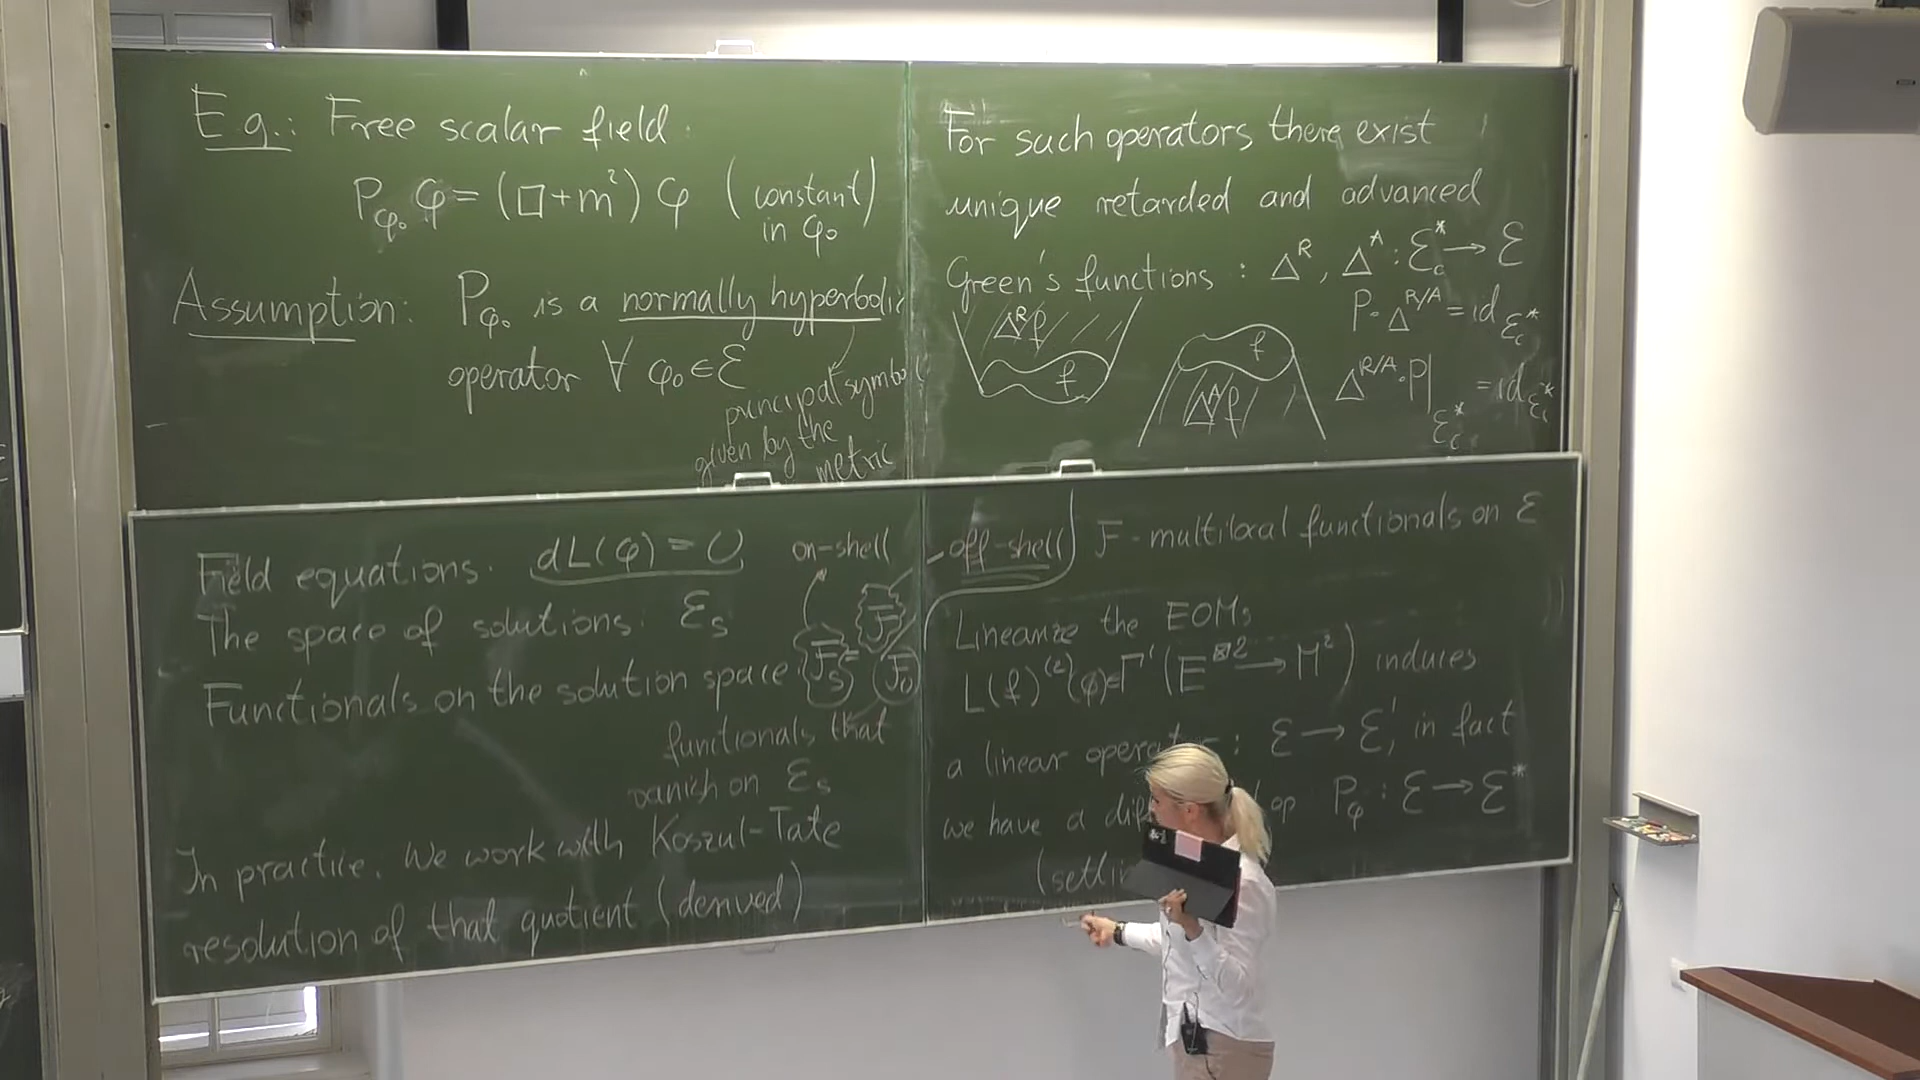 E.g.: Free scalar field.
P_{φ₀} φ = (□+m²) φ (constant in φ₀)
Assumption: P_{φ₀} is a normally hyperbolic
operator ∀ φ₀ ∈ ℰ
principal symbol
given by the
metric
For such operators there exist
unique retarded and advanced
Green's functions : Δ^R, Δ^A : ℰ_c^* → ℰ
P∘Δ^{R/A} = id_{ℰ_c^*}
Δ^{R/A}∘P|_{ℰ_c^*} = id_{ℰ_c^*}
Δ^R f
f
f
Δ^A f
Field equations. dL(φ) = 0
The space of solutions: ℰ_S
on-shell
Functionals on the solution space: F_S = F / F_0
functionals that
vanish on ℰ_S
In practice, we work with Koszul-Tate
resolution of that quotient (derived)
off-shell F - multilocal functionals on ℰ
Linearize the EOMs
L(f)^{(2)}(φ) ∈ Γ' (E^{⊠2} → M²) induces
a linear operator : ℰ → ℰ', in fact
we have a op P_φ : ℰ → ℰ^*